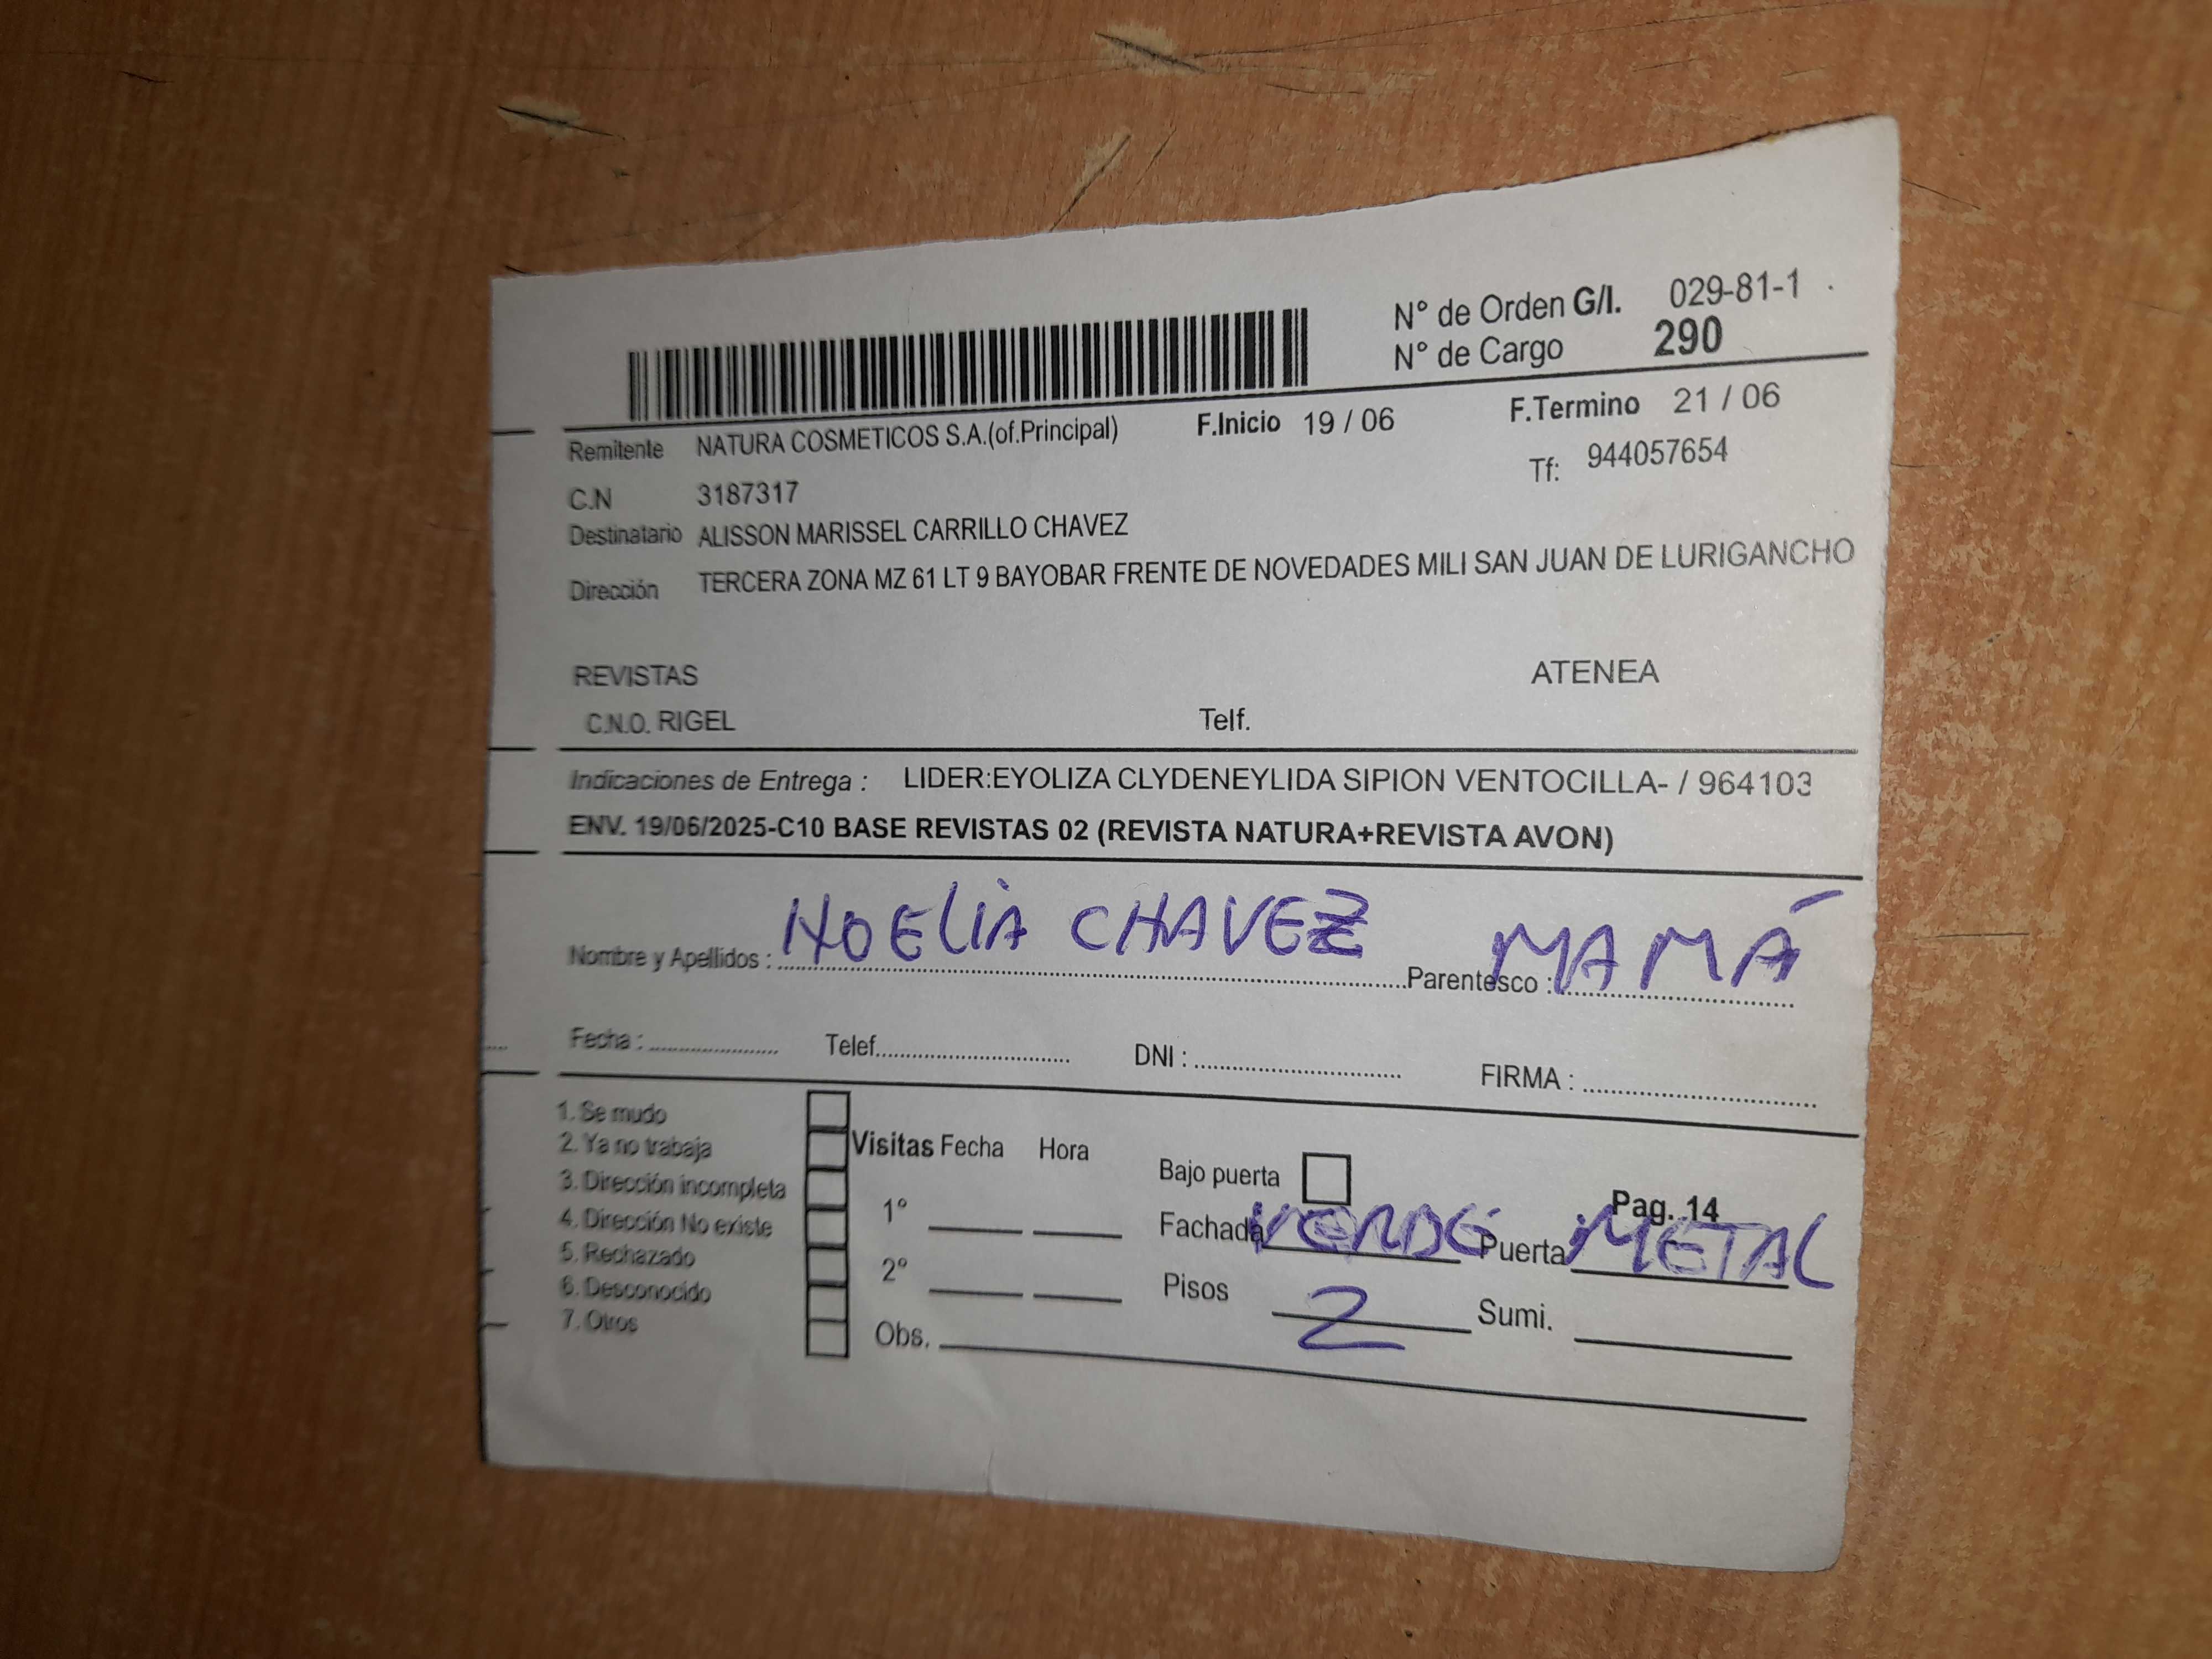 N° de Orden G/I. 029-81-1
N° de Cargo 290
Remitente NATURA COSMETICOS S.A.(of.Principal) F.Inicio 19 / 06 F.Termino 21 / 06
C.N 3187317 Tf: 944057654
Destinatario ALISSON MARISSEL CARRILLO CHAVEZ
Dirección TERCERA ZONA MZ 61 LT 9 BAYOBAR FRENTE DE NOVEDADES MILI SAN JUAN DE LURIGANCHO
REVISTAS ATENEA
C.N.O. RIGEL Telf.
Indicaciones de Entrega : LIDER:EYOLIZA CLYDENEYLIDA SIPION VENTOCILLA- / 964103
ENV. 19/06/2025-C10 BASE REVISTAS 02 (REVISTA NATURA+REVISTA AVON)
Nombre y Apellidos : NOELIA CHAVEZ Parentesco : MAMÁ
Fecha : Telef. DNI : FIRMA :
1. Se mudo
2. Ya no trabaja Visitas Fecha Hora
3. Dirección incompleta Bajo puerta
4. Dirección No existe 1° Pag. 14
Fachada VERDE Puerta METAL
5. Rechazado 2°
6. Desconocido Pisos 2 Sumi.
7. Otros Obs.